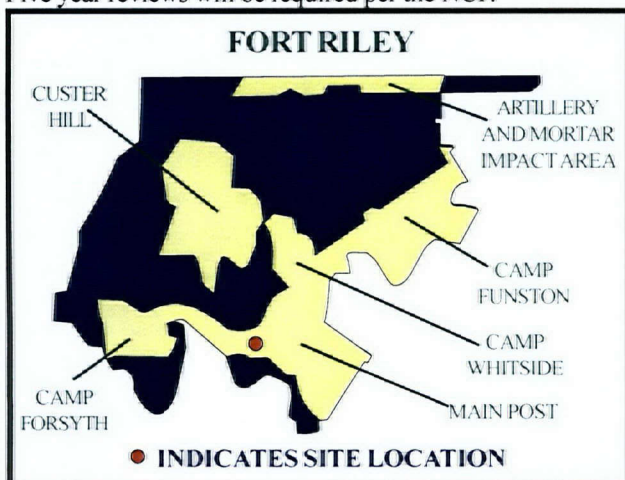 Five year reviews will be required per the NCP.
FORT RILEY
CUSTER
HILL
ARTILLERY
AND MORTAR
IMPACT AREA
CAMP
FUNSTON
CAMP
WHITSIDE
MAIN POST
CAMP
FORSYTH
INDICATES SITE LOCATION